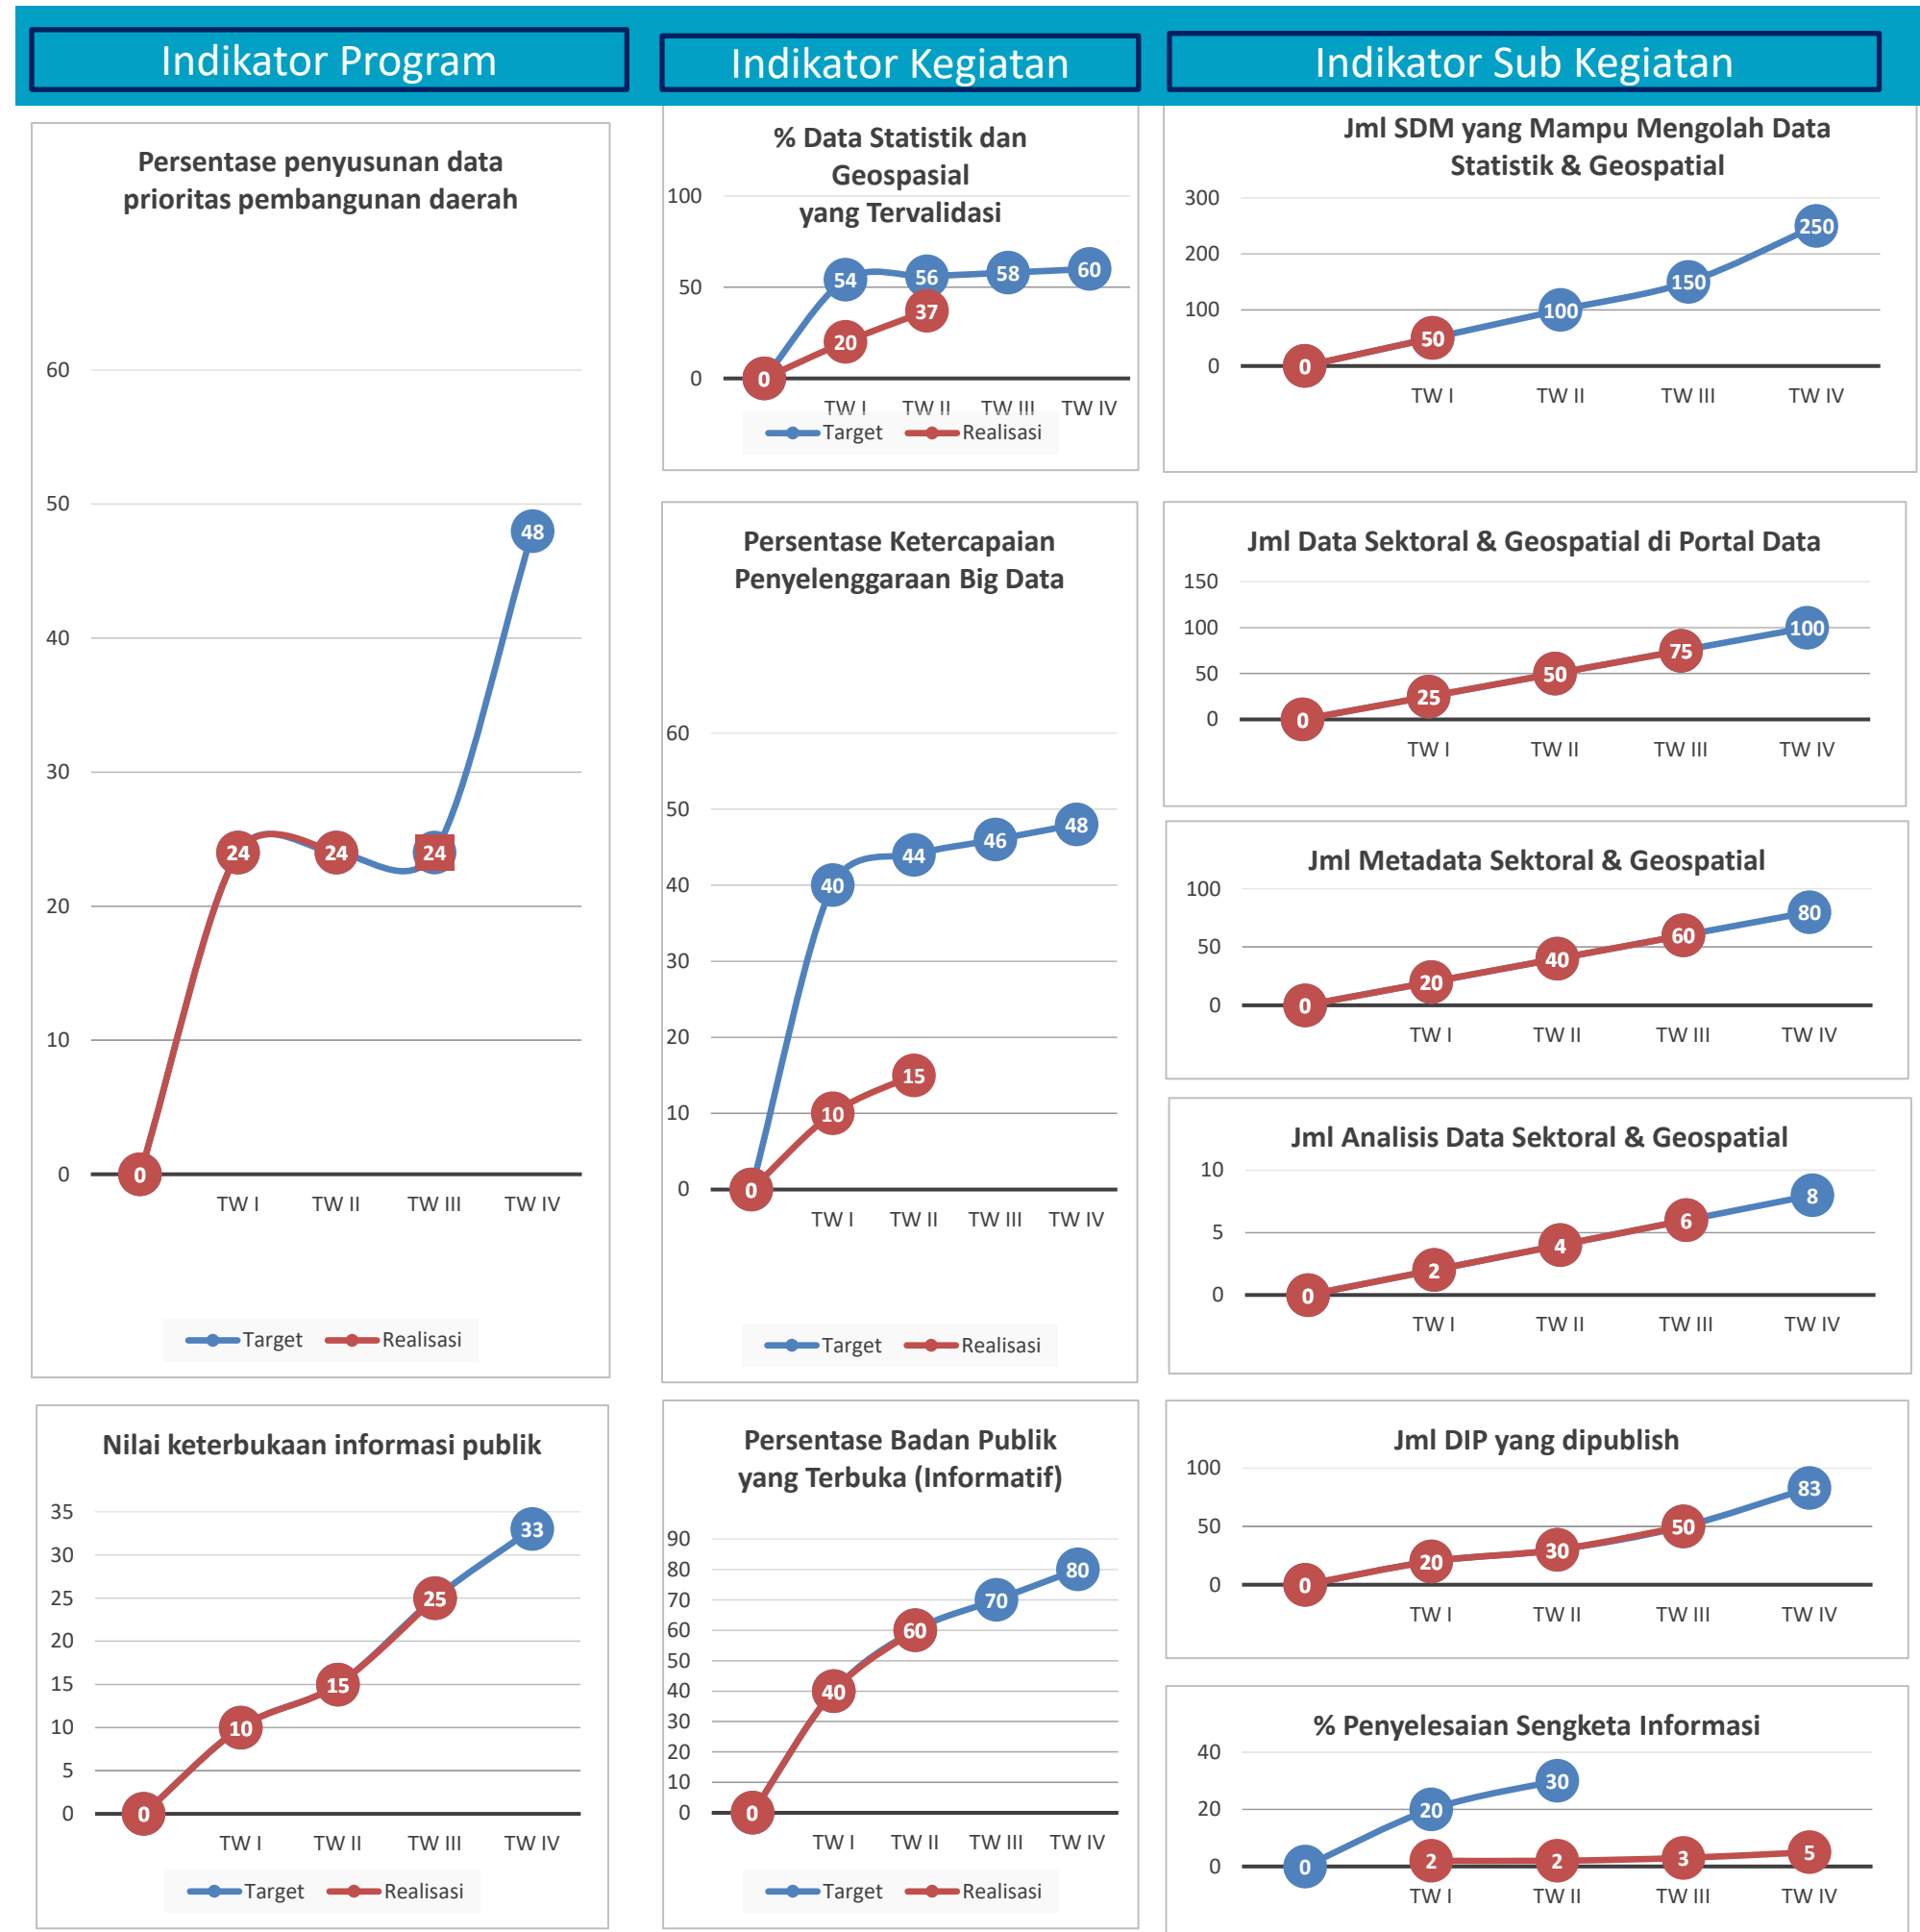 Indikator Program
Indikator Kegiatan
Indikator Sub Kegiatan
Persentase penyusunan data
prioritas pembangunan daerah
60
50
40
30
20
10
0
0
24
24
24
48
TW I TW II TW III TW IV
Target Realisasi
Nilai keterbukaan informasi publik
35
30
25
20
15
10
5
0
0
10
15
25
33
TW I TW II TW III TW IV
Target Realisasi
% Data Statistik dan
Geospasial
yang Tervalidasi
100
50
0
54 56 58 60
0 20 37
TW I TW II TW III TW IV
Target Realisasi
Persentase Ketercapaian
Penyelenggaraan Big Data
60
50
40
30
20
10
0
40 44 46 48
0 10 15
TW I TW II TW III TW IV
Target Realisasi
Persentase Badan Publik
yang Terbuka (Informatif)
90
80
70
60
50
40
30
20
10
0
0 40 60 70 80
TW I TW II TW III TW IV
Target Realisasi
Jml SDM yang Mampu Mengolah Data
Statistik & Geospatial
300
200
100
0
0 50 100 150 250
TW I TW II TW III TW IV
Jml Data Sektoral & Geospatial di Portal Data
150
100
50
0
0 25 50 75 100
TW I TW II TW III TW IV
Jml Metadata Sektoral & Geospatial
100
50
0
0 20 40 60 80
TW I TW II TW III TW IV
Jml Analisis Data Sektoral & Geospatial
10
5
0
0 2 4 6 8
TW I TW II TW III TW IV
Jml DIP yang dipublish
100
50
0
0 20 30 50 83
TW I TW II TW III TW IV
% Penyelesaian Sengketa Informasi
40
20
0
0 20 30
2 2 3 5
TW I TW II TW III TW IV